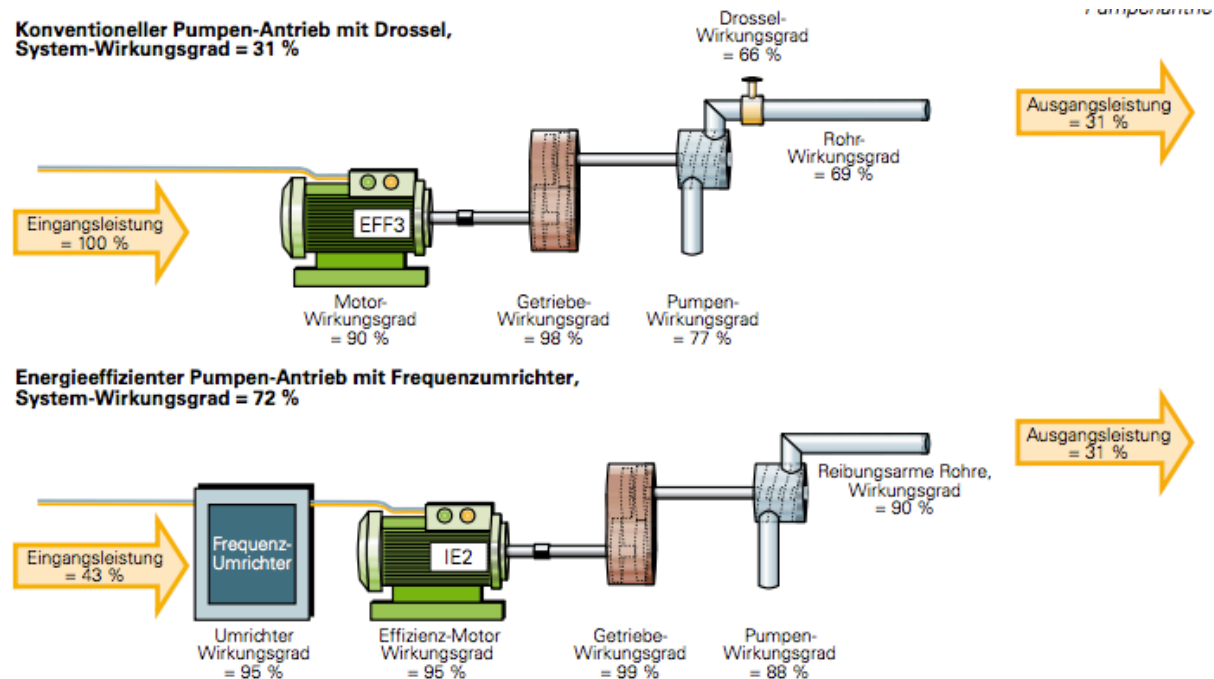 Konventioneller Pumpen-Antrieb mit Drossel,
System-Wirkungsgrad = 31 %
Drossel-
Wirkungsgrad
= 66 %
Ausgangsleistung
= 31 %
Rohr-
Wirkungsgrad
= 69 %
Eingangsleistung
= 100 %
EFF3
Motor-
Wirkungsgrad
= 90 %
Getriebe-
Wirkungsgrad
= 98 %
Pumpen-
Wirkungsgrad
= 77 %
Energieeffizienter Pumpen-Antrieb mit Frequenzumrichter,
System-Wirkungsgrad = 72 %
Ausgangsleistung
= 31 %
Reibungsarme Rohre,
Wirkungsgrad
= 90 %
Eingangsleistung
= 43 %
Frequenz-
Umrichter
IE2
Umrichter
Wirkungsgrad
= 95 %
Effizienz-Motor
Wirkungsgrad
= 95 %
Getriebe-
Wirkungsgrad
= 99 %
Pumpen-
Wirkungsgrad
= 88 %